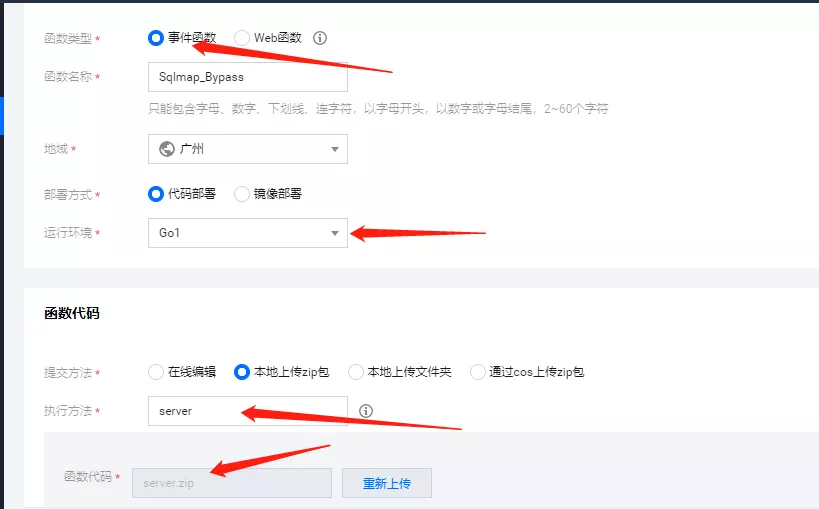 函数类型 * 事件函数 Web函数
函数名称 * Sqlmap_Bypass
只能包含字母、数字、下划线、连字符，以字母开头，以数字或字母结尾，2~60个字符
地域 * 广州
部署方式 * 代码部署 镜像部署
运行环境 * Go1
函数代码
提交方法 * 在线编辑 本地上传zip包 本地上传文件夹 通过cos上传zip包
执行方法 * server
函数代码 * server.zip 重新上传